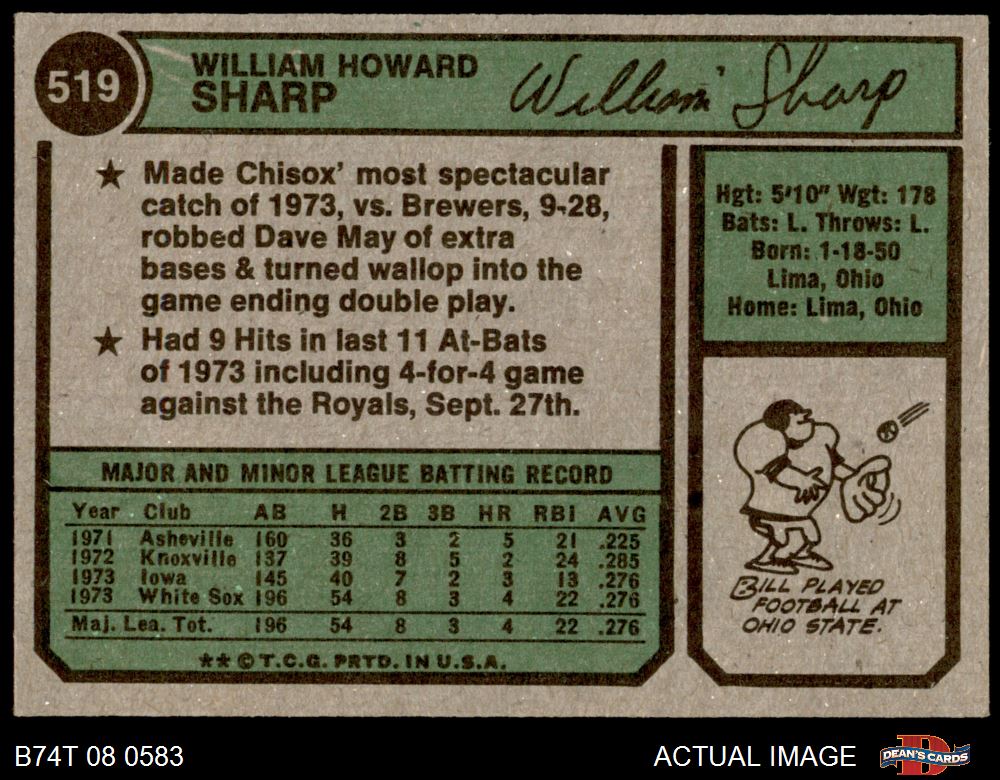 519
WILLIAM HOWARD
SHARP
William Sharp
★ Made Chisox' most spectacular
catch of 1973, vs. Brewers, 9-28,
robbed Dave May of extra
bases & turned wallop into the
game ending double play.
★ Had 9 Hits in last 11 At-Bats
of 1973 including 4-for-4 game
against the Royals, Sept. 27th.
Hgt: 5'10" Wgt: 178
Bats: L. Throws: L.
Born: 1-18-50
Lima, Ohio
Home: Lima, Ohio
MAJOR AND MINOR LEAGUE BATTING RECORD
Year Club AB H 2B 3B HR RBI AVG
1971 Asheville 160 36 3 2 5 21 .225
1972 Knoxville 137 39 8 5 2 24 .285
1973 Iowa 145 40 7 2 3 13 .276
1973 White Sox 196 54 8 3 4 22 .276
Maj. Lea. Tot. 196 54 8 3 4 22 .276
★★ © T.C.G. PRTD. IN U.S.A.
BILL PLAYED
FOOTBALL AT
OHIO STATE.
B74T 08 0583
ACTUAL IMAGE
D
DEAN'S CARDS